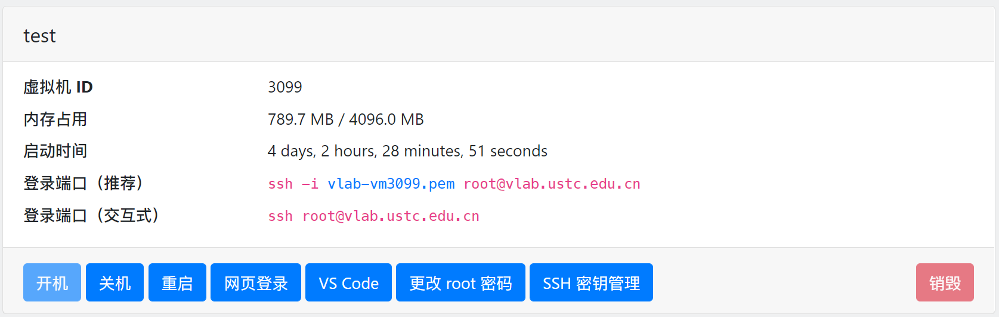 test
虚拟机 ID 3099
内存占用 789.7 MB / 4096.0 MB
启动时间 4 days, 2 hours, 28 minutes, 51 seconds
登录端口（推荐） ssh -i vlab-vm3099.pem root@vlab.ustc.edu.cn
登录端口（交互式） ssh root@vlab.ustc.edu.cn
开机 关机 重启 网页登录 VS Code 更改 root 密码 SSH 密钥管理 销毁